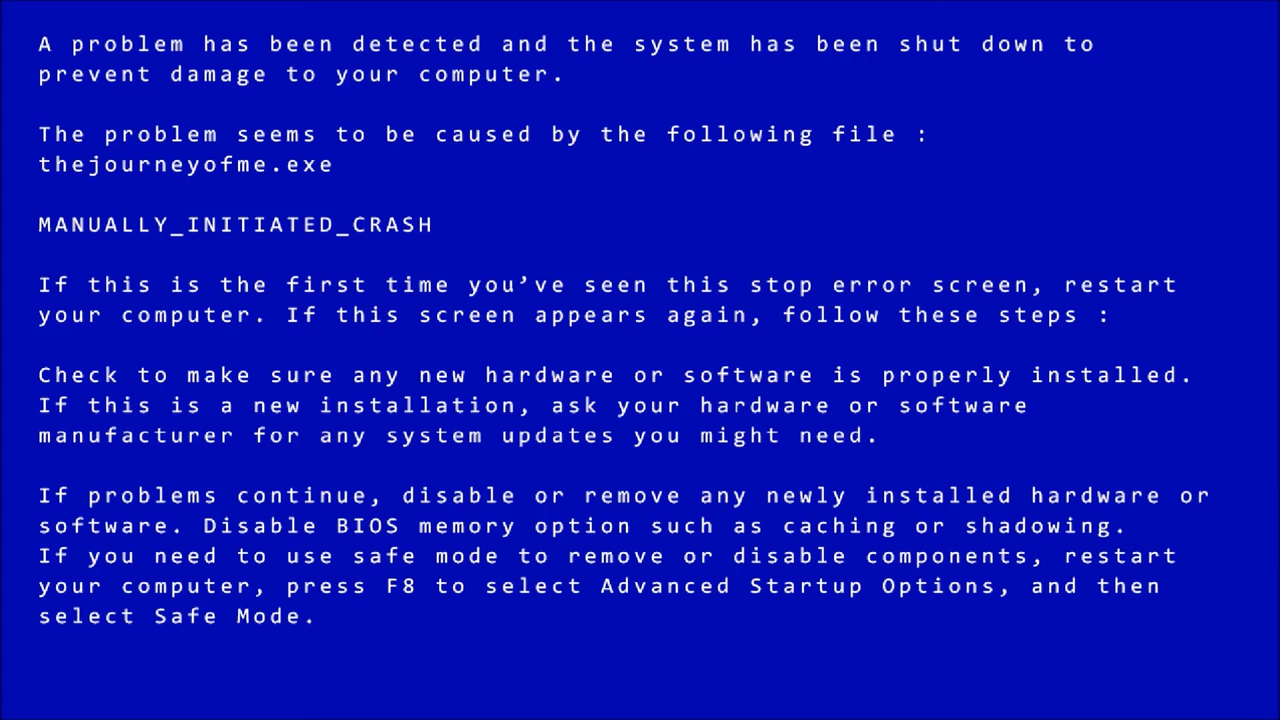 A problem has been detected and the system has been shut down to
prevent damage to your computer.
The problem seems to be caused by the following file :
thejourneyofme.exe
MANUALLY_INITIATED_CRASH
If this is the first time you’ve seen this stop error screen, restart
your computer. If this screen appears again, follow these steps :
Check to make sure any new hardware or software is properly installed.
If this is a new installation, ask your hardware or software
manufacturer for any system updates you might need.
If problems continue, disable or remove any newly installed hardware or
software. Disable BIOS memory option such as caching or shadowing.
If you need to use safe mode to remove or disable components, restart
your computer, press F8 to select Advanced Startup Options, and then
select Safe Mode.